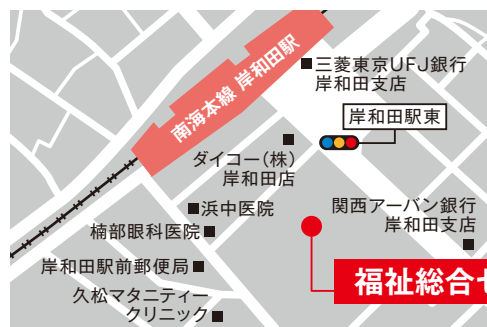 南海本線 岸和田駅
三菱東京UFJ銀行
岸和田支店
岸和田駅東
ダイコー(株)
岸和田店
浜中医院
関西アーバン銀行
岸和田支店
楠部眼科医院
岸和田駅前郵便局
福祉総合
久松マタニティー
クリニック